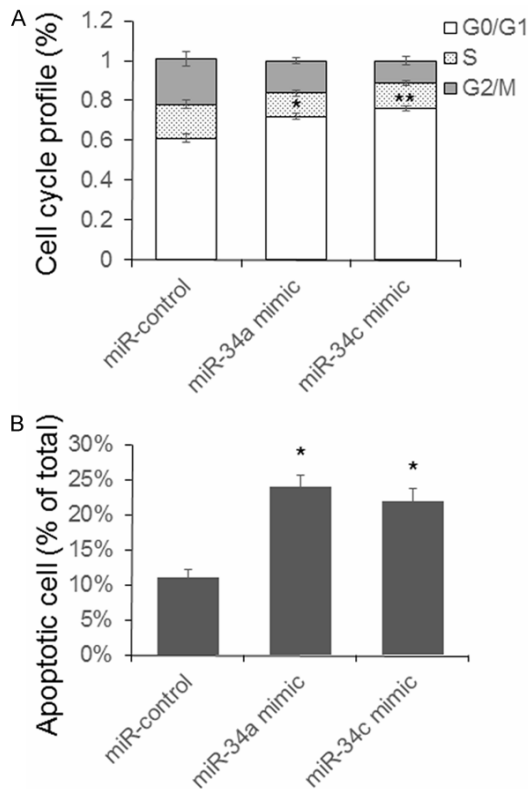 A
Cell cycle profile (%)
1.2
1
0.8
0.6
0.4
0.2
0
G0/G1
S
G2/M
*
**
miR-control
miR-34a mimic
miR-34c mimic
B
Apoptotic cell (% of total)
30%
25%
20%
15%
10%
5%
0%
*
*
miR-control
miR-34a mimic
miR-34c mimic